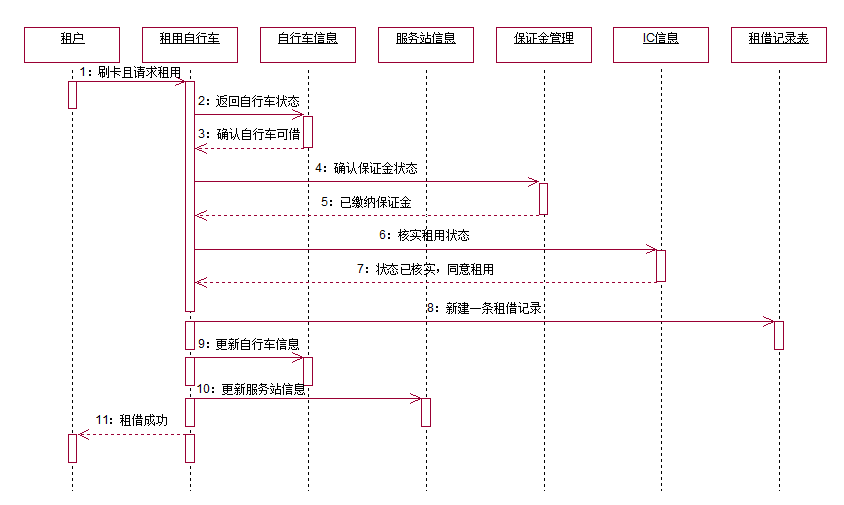 租户
租用自行车
自行车信息
服务站信息
保证金管理
IC信息
租借记录表
1：刷卡且请求租用
2：返回自行车状态
3：确认自行车可借
4：确认保证金状态
5：已缴纳保证金
6：核实租用状态
7：状态已核实，同意租用
8：新建一条租借记录
9：更新自行车信息
10：更新服务站信息
11：租借成功